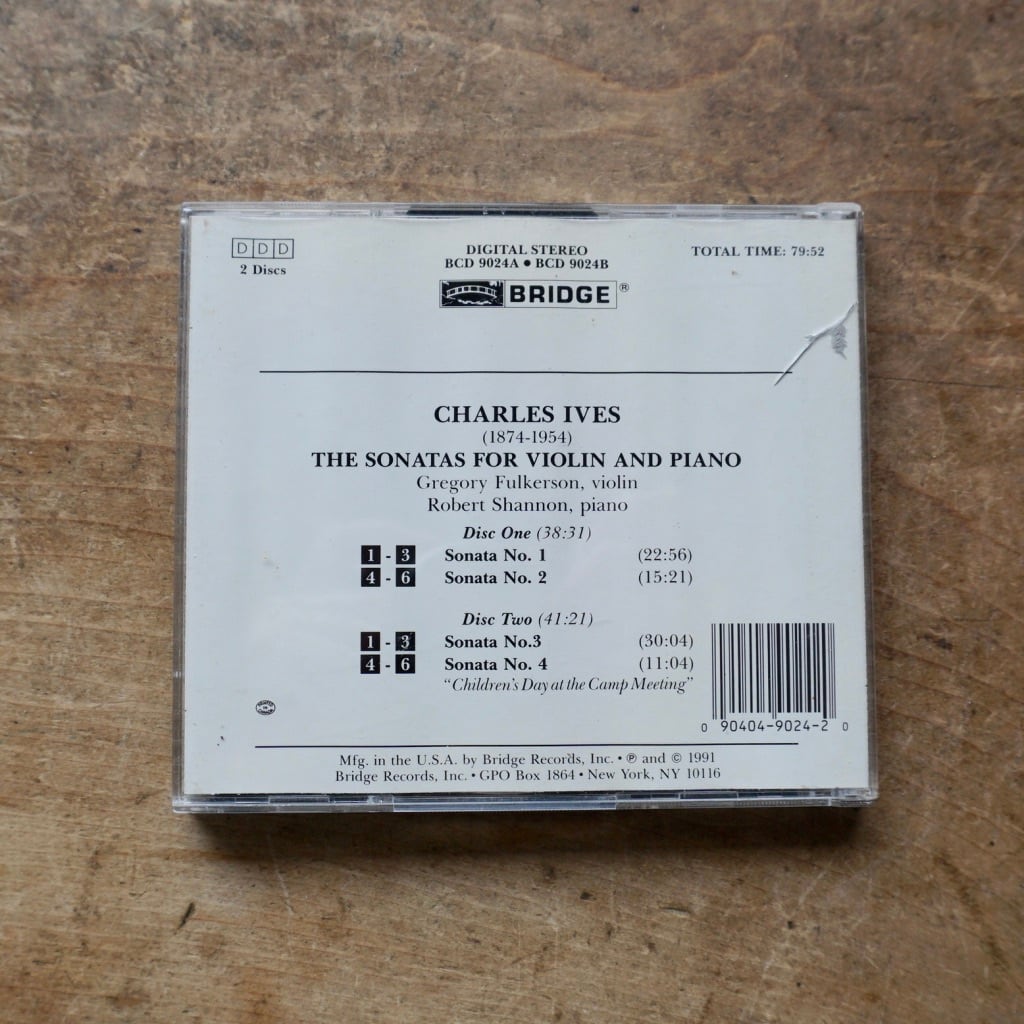 D D D
2 Discs
DIGITAL STEREO
BCD 9024A • BCD 9024B
BRIDGE®
TOTAL TIME: 79:52
CHARLES IVES
(1874-1954)
THE SONATAS FOR VIOLIN AND PIANO
Gregory Fulkerson, violin
Robert Shannon, piano
Disc One (38:31)
1 - 3 Sonata No. 1 (22:56)
4 - 6 Sonata No. 2 (15:21)
Disc Two (41:21)
1 - 3 Sonata No.3 (30:04)
4 - 6 Sonata No. 4 (11:04)
“Children’s Day at the Camp Meeting”
0 90404-9024-2 0
Mfg. in the U.S.A. by Bridge Records, Inc. • ℗ and © 1991
Bridge Records, Inc. • GPO Box 1864 • New York, NY 10116